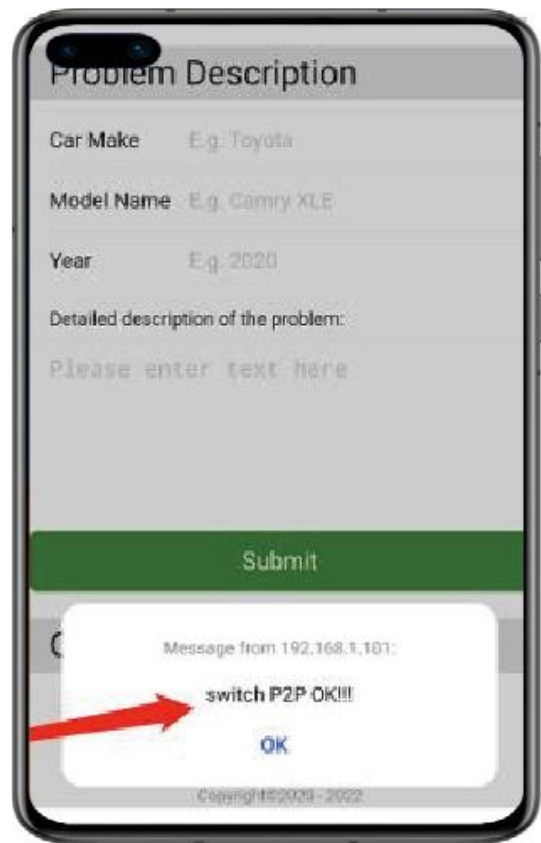 Problem Description
Car Make E.g. Toyota
Model Name E.g. Camry XLE
Year E.g. 2020
Detailed description of the problem:
Please enter text here
Submit
Message from 192.168.1.101:
switch P2P OK!!!
OK
Copyright©2020 - 2022